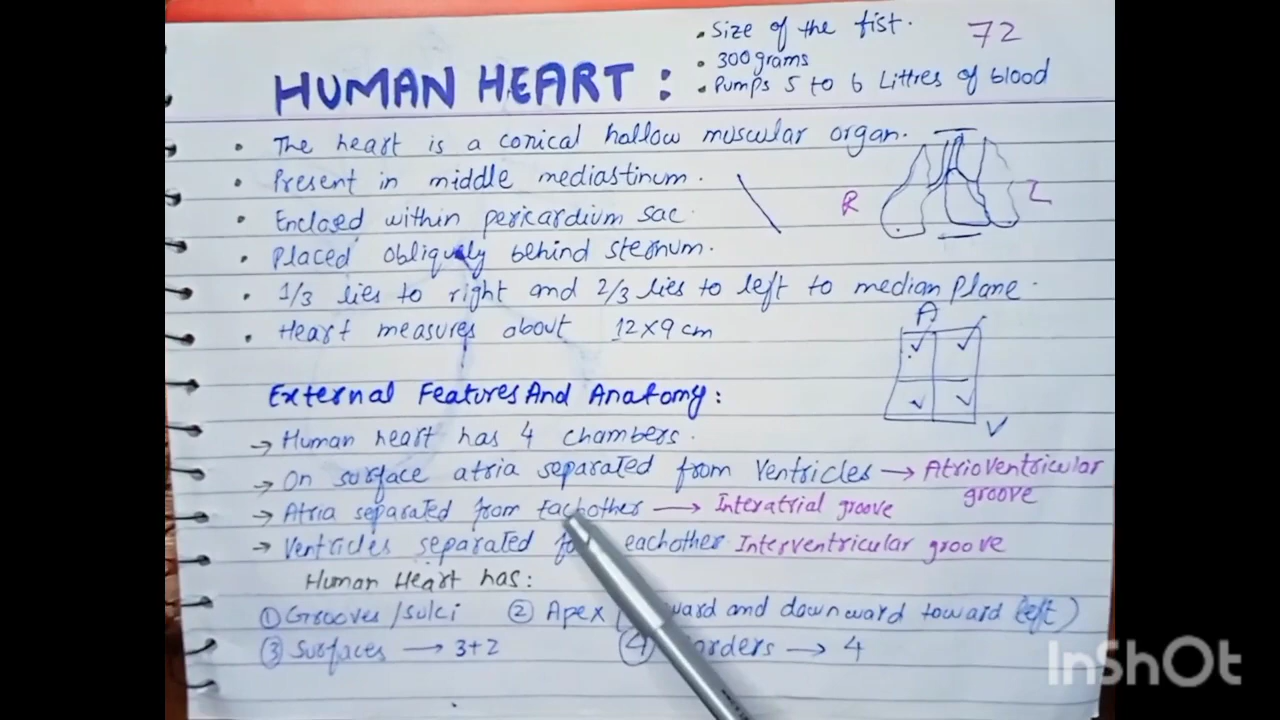 • Size of the fist.
72
• 300grams
HUMAN HEART : • Pumps 5 to 6 Littres of blood
• The heart is a conical hollow muscular organ.
• Present in middle mediastinum.
• Enclosed within pericardium sac.
R L
• Placed obliquely behind sternum.
• 1/3 lies to right and 2/3 lies to left to median plane.
A
• Heart measures about 12x9 cm
External Features And Anatomy:
V
→ Human heart has 4 chambers.
→ On surface atria separated from Ventricles → Atrioventricular
groove
→ Atria separated from Eachother → Interatrial groove
→ Ventricles separated eachother Interventricular groove
Human Heart has:
① Grooves/sulci ② Apex ( ward and downward toward left)
③ Surfaces → 3+2 ④ orders → 4
InShOt